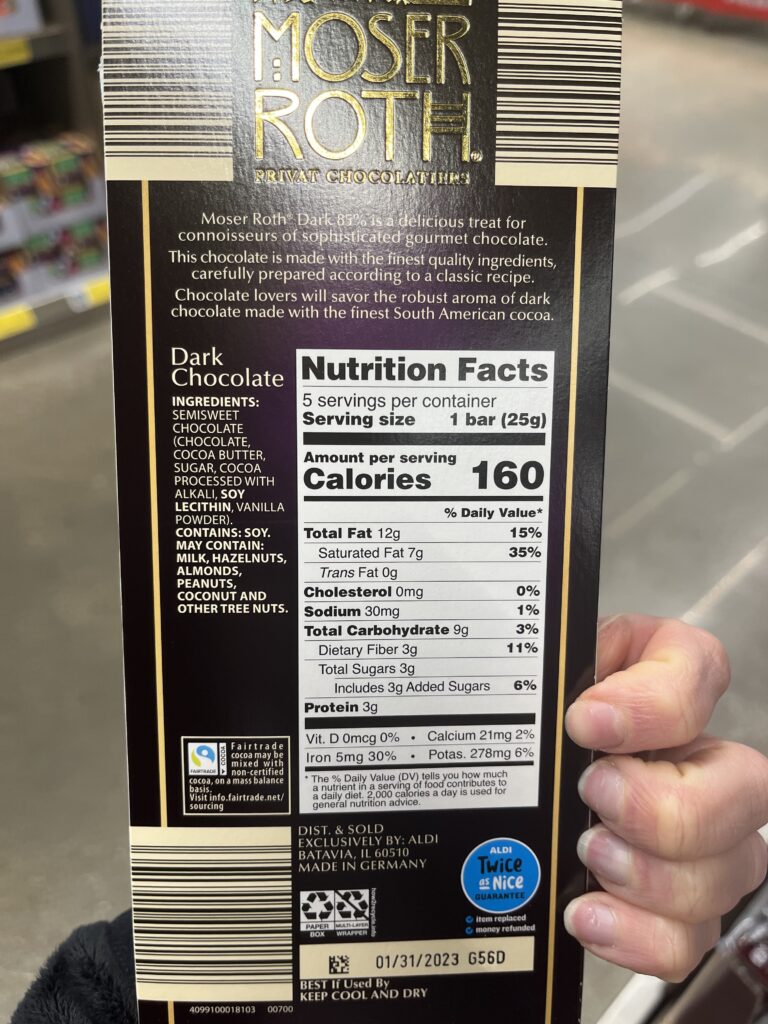 MOSER
ROTH®
PRIVAT CHOCOLATIERS
Moser Roth® Dark 85% is a delicious treat for
connoisseurs of sophisticated gourmet chocolate.
This chocolate is made with the finest quality ingredients,
carefully prepared according to a classic recipe.
Chocolate lovers will savor the robust aroma of dark
chocolate made with the finest South American cocoa.
Dark
Chocolate
INGREDIENTS:
SEMISWEET
CHOCOLATE
(CHOCOLATE,
COCOA BUTTER,
SUGAR, COCOA
PROCESSED WITH
ALKALI, SOY
LECITHIN, VANILLA
POWDER).
CONTAINS: SOY.
MAY CONTAIN:
MILK, HAZELNUTS,
ALMONDS,
PEANUTS,
COCONUT AND
OTHER TREE NUTS.
Nutrition Facts
5 servings per container
Serving size 1 bar (25g)
Amount per serving
Calories 160
% Daily Value*
Total Fat 12g 15%
Saturated Fat 7g 35%
Trans Fat 0g
Cholesterol 0mg 0%
Sodium 30mg 1%
Total Carbohydrate 9g 3%
Dietary Fiber 3g 11%
Total Sugars 3g
Includes 3g Added Sugars 6%
Protein 3g
Vit. D 0mcg 0% • Calcium 21mg 2%
Iron 5mg 30% • Potas. 278mg 6%
* The % Daily Value (DV) tells you how much
a nutrient in a serving of food contributes to
a daily diet. 2,000 calories a day is used for
general nutrition advice.
FAIRTRADE
COCOA
Fairtrade
cocoa may be
mixed with
non-certified
cocoa, on a mass balance
basis.
Visit info.fairtrade.net/
sourcing
DIST. & SOLD
EXCLUSIVELY BY: ALDI
BATAVIA, IL 60510
MADE IN GERMANY
PAPER
BOX
MULTI-LAYER
WRAPPER
how2recycle.info
ALDI
Twice
as Nice
GUARANTEE
item replaced
money refunded
01/31/2023 G56D
BEST If Used By
KEEP COOL AND DRY
4099100018103 00700